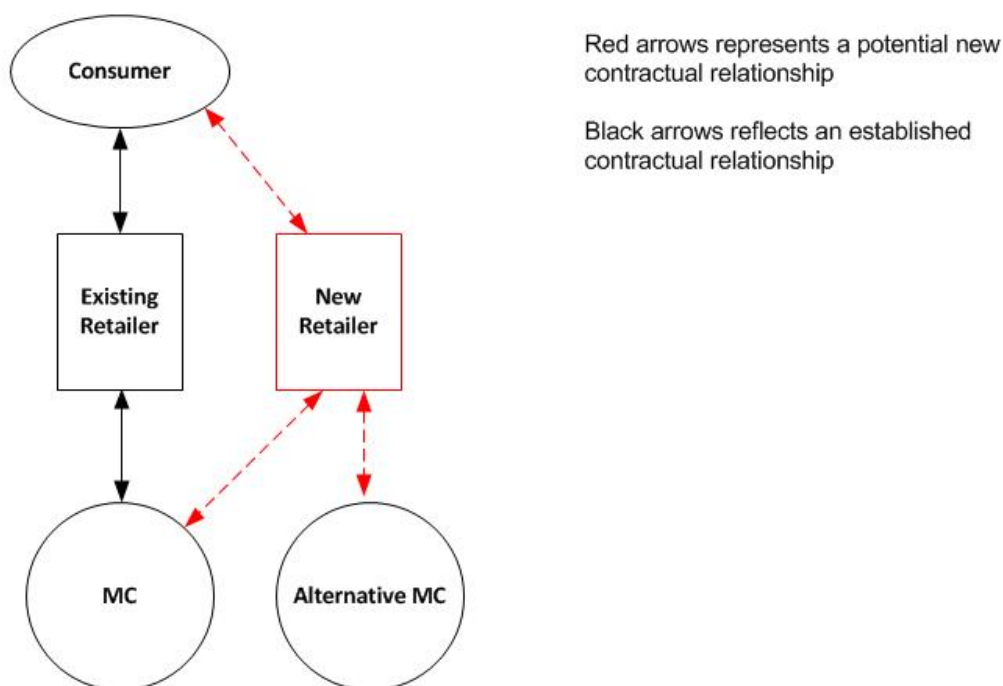 Consumer
Red arrows represents a potential new
contractual relationship
Black arrows reflects an established
contractual relationship
Existing
Retailer
New
Retailer
MC
Alternative MC